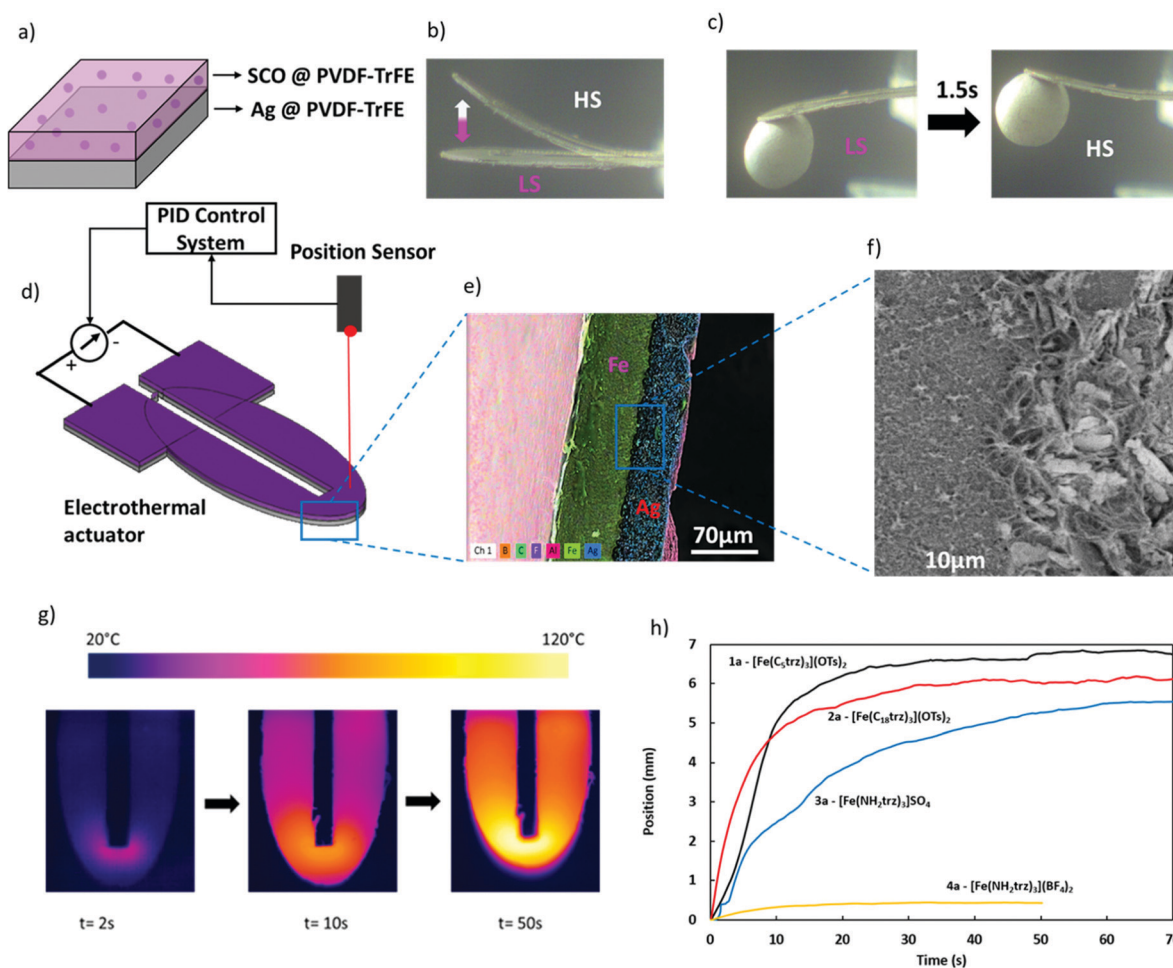 a)
SCO @ PVDF-TrFE
Ag @ PVDF-TrFE
b)
HS
LS
c)
LS
1.5s
HS
d)
PID Control
System
Position Sensor
+
-
Electrothermal
actuator
e)
Fe
Ag
70μm
Ch 1 B C F Al Fe Ag
f)
10μm
g)
20°C
120°C
t= 2s
t= 10s
t= 50s
h)
Position (mm)
7
6
5
4
3
2
1
0
1a - [Fe(C₅trz)₃](OTs)₂
2a - [Fe(C₁₈trz)₃](OTs)₂
3a - [Fe(NH₂trz)₃]SO₄
4a - [Fe(NH₂trz)₃](BF₄)₂
0 10 20 30 40 50 60 70
Time (s)